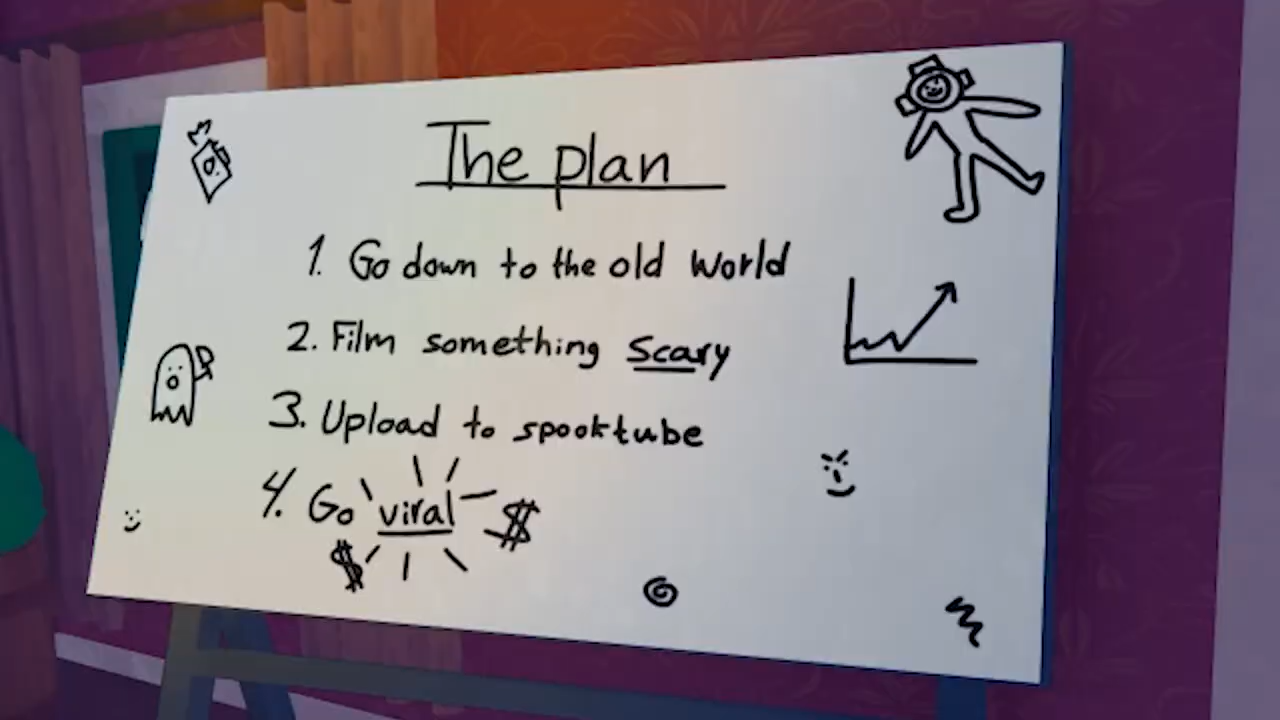 The plan
1. Go down to the old world
2. Film something scary
3. Upload to spooktube
4. Go viral $
$